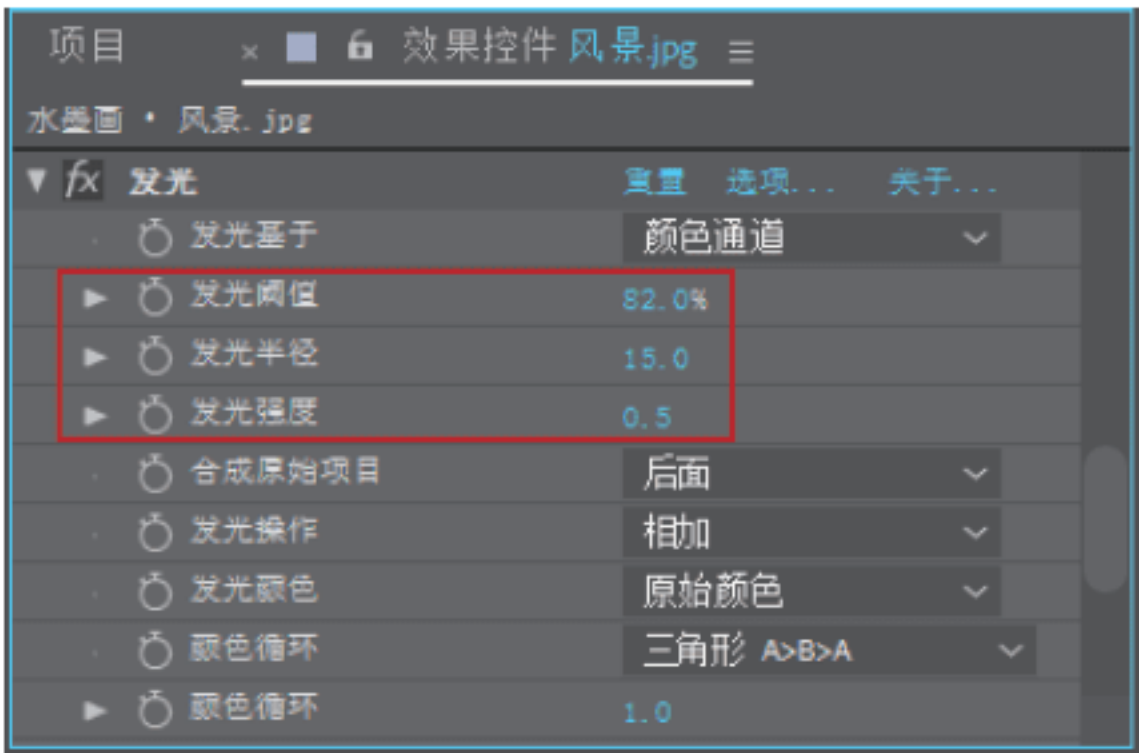 项目 × 效果控件 风景.jpg ≡
水墨画 • 风景.jpg
fx 发光 重置 选项... 关于...
发光基于 颜色通道
发光阈值 82.0%
发光半径 15.0
发光强度 0.5
合成原始项目 后面
发光操作 相加
发光颜色 原始颜色
颜色循环 三角形 A>B>A
颜色循环 1.0